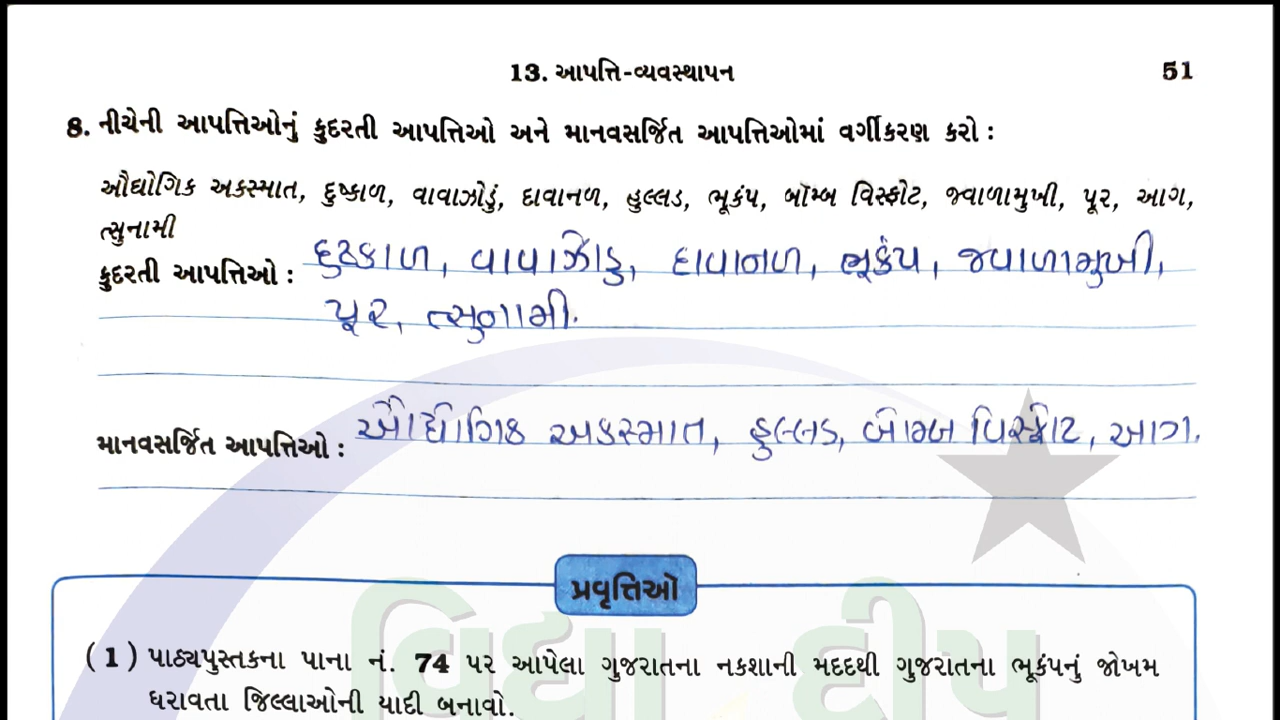 13. આપત્તિ-વ્યવસ્થાપન 51
8. નીચેની આપત્તિઓનું કુદરતી આપત્તિઓ અને માનવસર્જિત આપત્તિઓમાં વર્ગીકરણ કરો :
ઔદ્યોગિક અકસ્માત, દુષ્કાળ, વાવાઝોડું, દાવાનળ, હુલ્લડ, ભૂકંપ, બૉમ્બ વિસ્ફોટ, જ્વાળામુખી, પૂર, આગ,
ત્સુનામી
કુદરતી આપત્તિઓ : દુષ્કાળ, વાવાઝોડુ, દાવાનળ, ભૂકંપ, જવાળામુખી,
પૂર, ત્સુનામી.
માનવસર્જિત આપત્તિઓ : ઔદ્યોગિક અકસ્માત, હુલ્લડ, બોમ્બ વિસ્ફોટ, આગ.
પ્રવૃત્તિઓ
વિદ્યા દીપ
(1) પાઠ્યપુસ્તકના પાના નં. 74 પર આપેલા ગુજરાતના નકશાની મદદથી ગુજરાતના ભૂકંપનું જોખમ
ધરાવતા જિલ્લાઓની યાદી બનાવો.